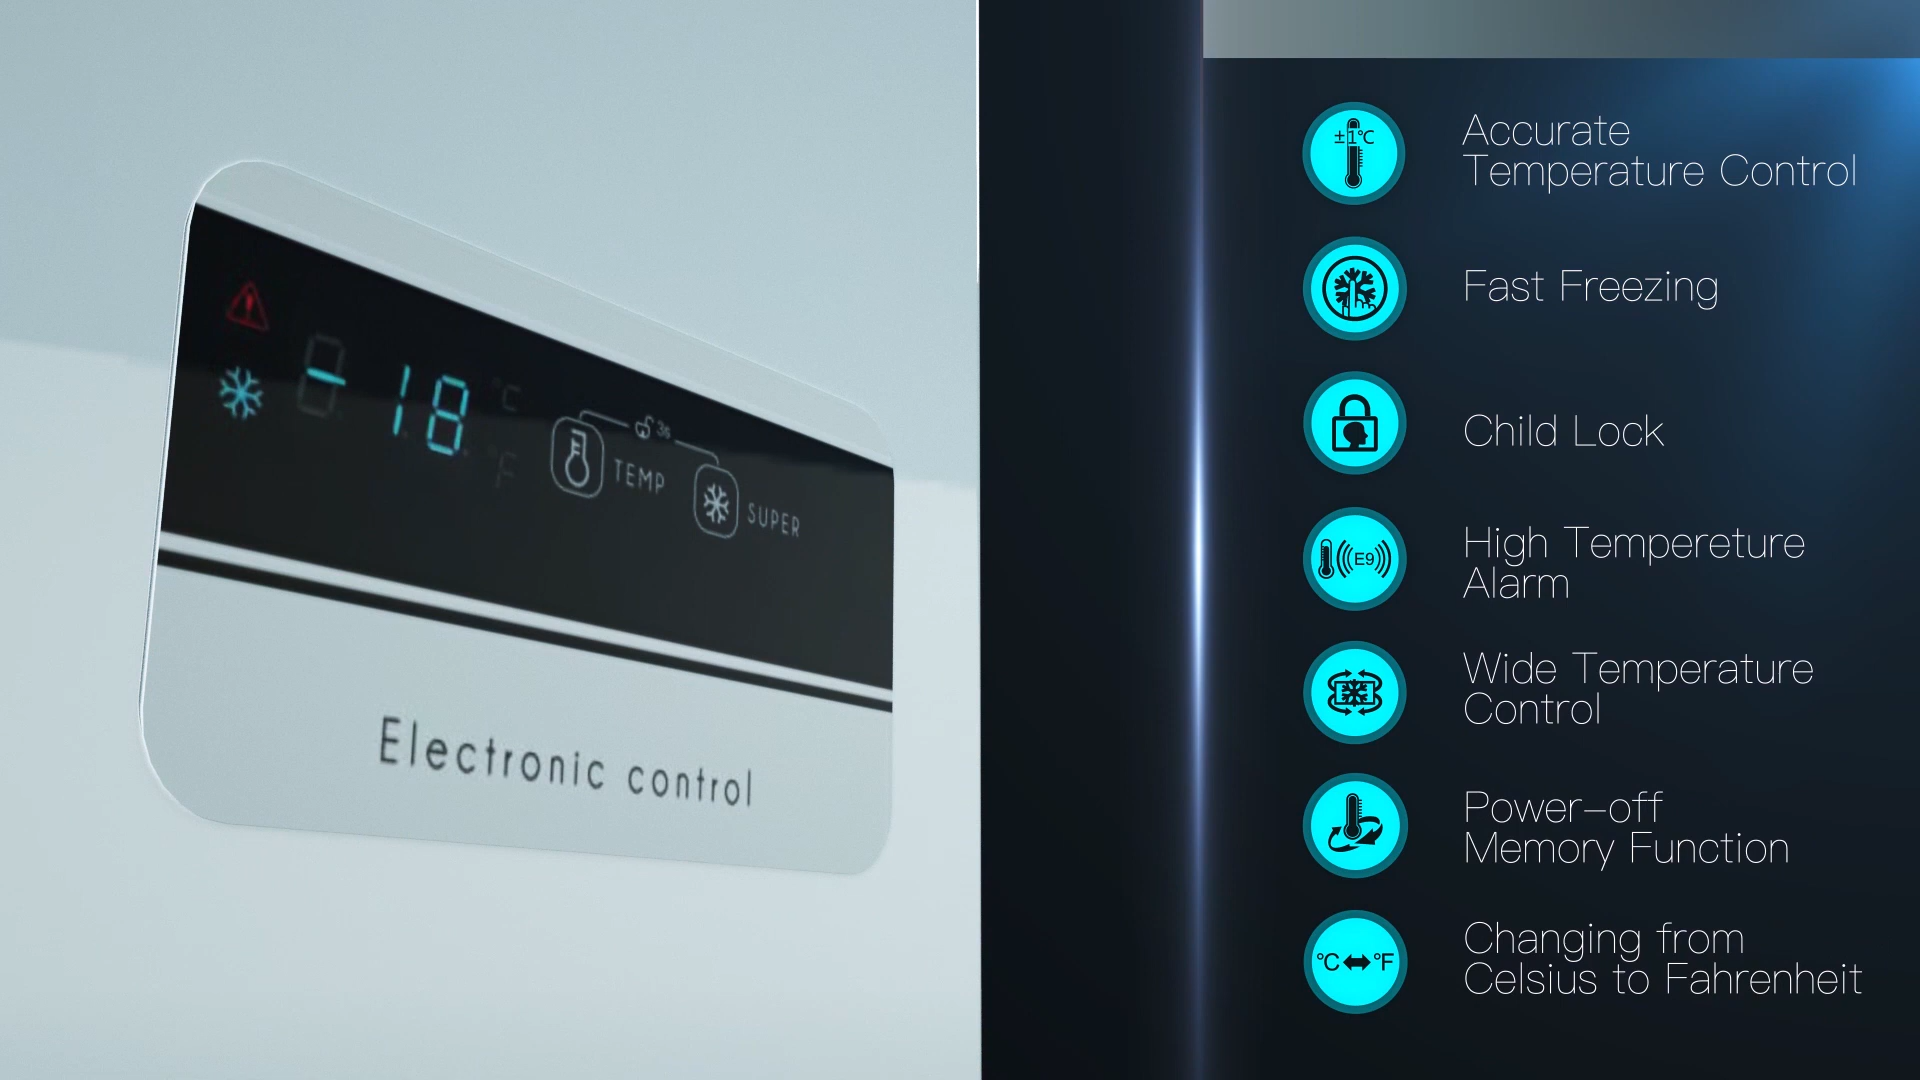 -18
°C
°F
3s
TEMP
SUPER
Electronic control
±1°C
Accurate
Temperature Control
Fast Freezing
Child Lock
E9
High Tempereture
Alarm
Wide Temperature
Control
Power-off
Memory Function
°C ⬌ °F
Changing from
Celsius to Fahrenheit